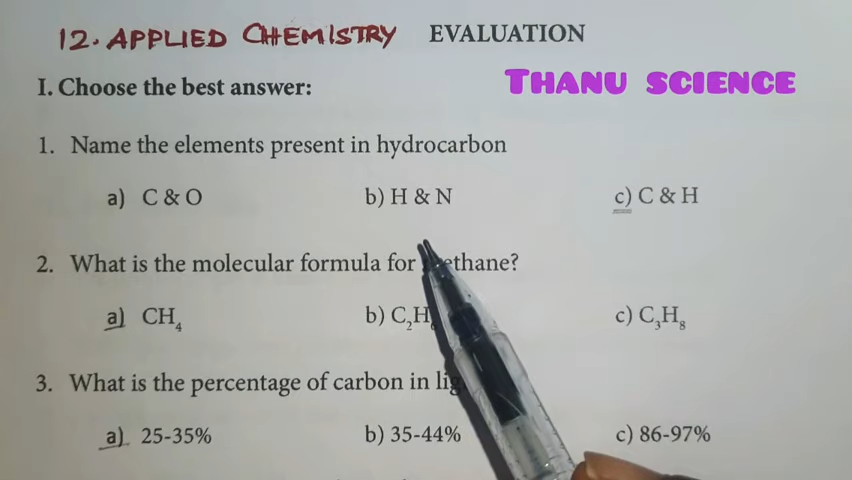 12. APPLIED CHEMISTRY EVALUATION
I. Choose the best answer: THANU SCIENCE
1. Name the elements present in hydrocarbon
a) C & O b) H & N c) C & H
2. What is the molecular formula for methane?
a) CH₄ b) C₂H₆ c) C₃H₈
3. What is the percentage of carbon in
a) 25-35% b) 35-44% c) 86-97%